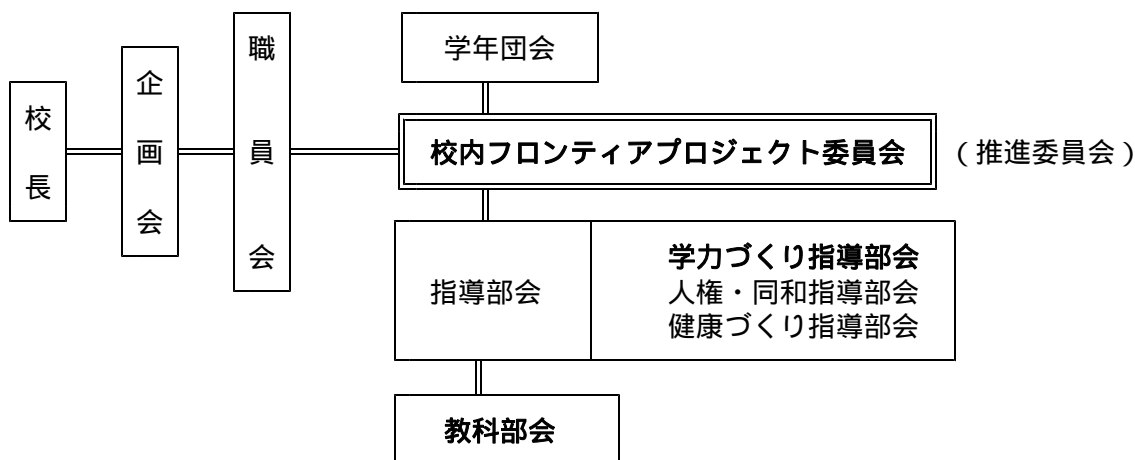 校長
企画会
職員会
学年団会
校内フロンティアプロジェクト委員会
（推進委員会）
指導部会
学力づくり指導部会
人権・同和指導部会
健康づくり指導部会
教科部会